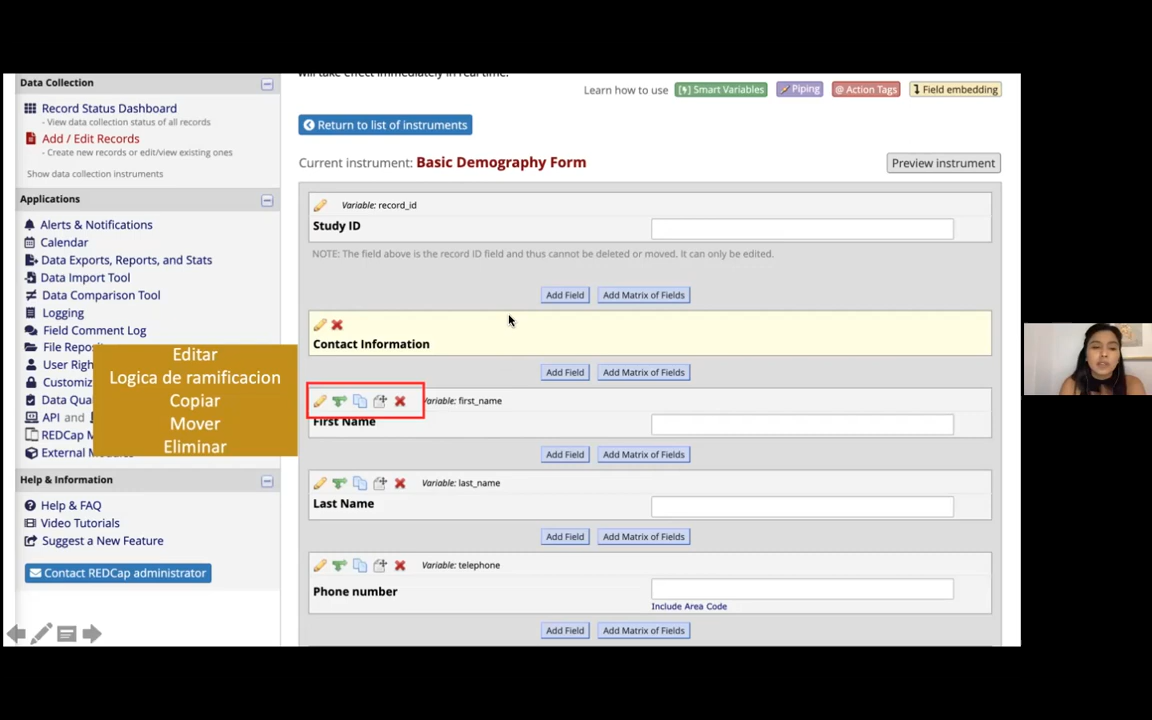 will take effect immediately in real time.
Data Collection
Record Status Dashboard
- View data collection status of all records
Add / Edit Records
- Create new records or edit/view existing ones
Show data collection instruments
Applications
Alerts & Notifications
Calendar
Data Exports, Reports, and Stats
Data Import Tool
Data Comparison Tool
Logging
Field Comment Log
File Repo
User Righ
Customiz
Data Qual
API and
REDCap M
External Modules
Editar
Logica de ramificacion
Copiar
Mover
Eliminar
Help & Information
Help & FAQ
Video Tutorials
Suggest a New Feature
Contact REDCap administrator
Learn how to use [⚡] Smart Variables Piping @ Action Tags Field embedding
Return to list of instruments
Current instrument: Basic Demography Form
Preview instrument
Variable: record_id
Study ID
NOTE: The field above is the record ID field and thus cannot be deleted or moved. It can only be edited.
Add Field Add Matrix of Fields
Contact Information
Add Field Add Matrix of Fields
Variable: first_name
First Name
Add Field Add Matrix of Fields
Variable: last_name
Last Name
Add Field Add Matrix of Fields
Variable: telephone
Phone number
Include Area Code
Add Field Add Matrix of Fields